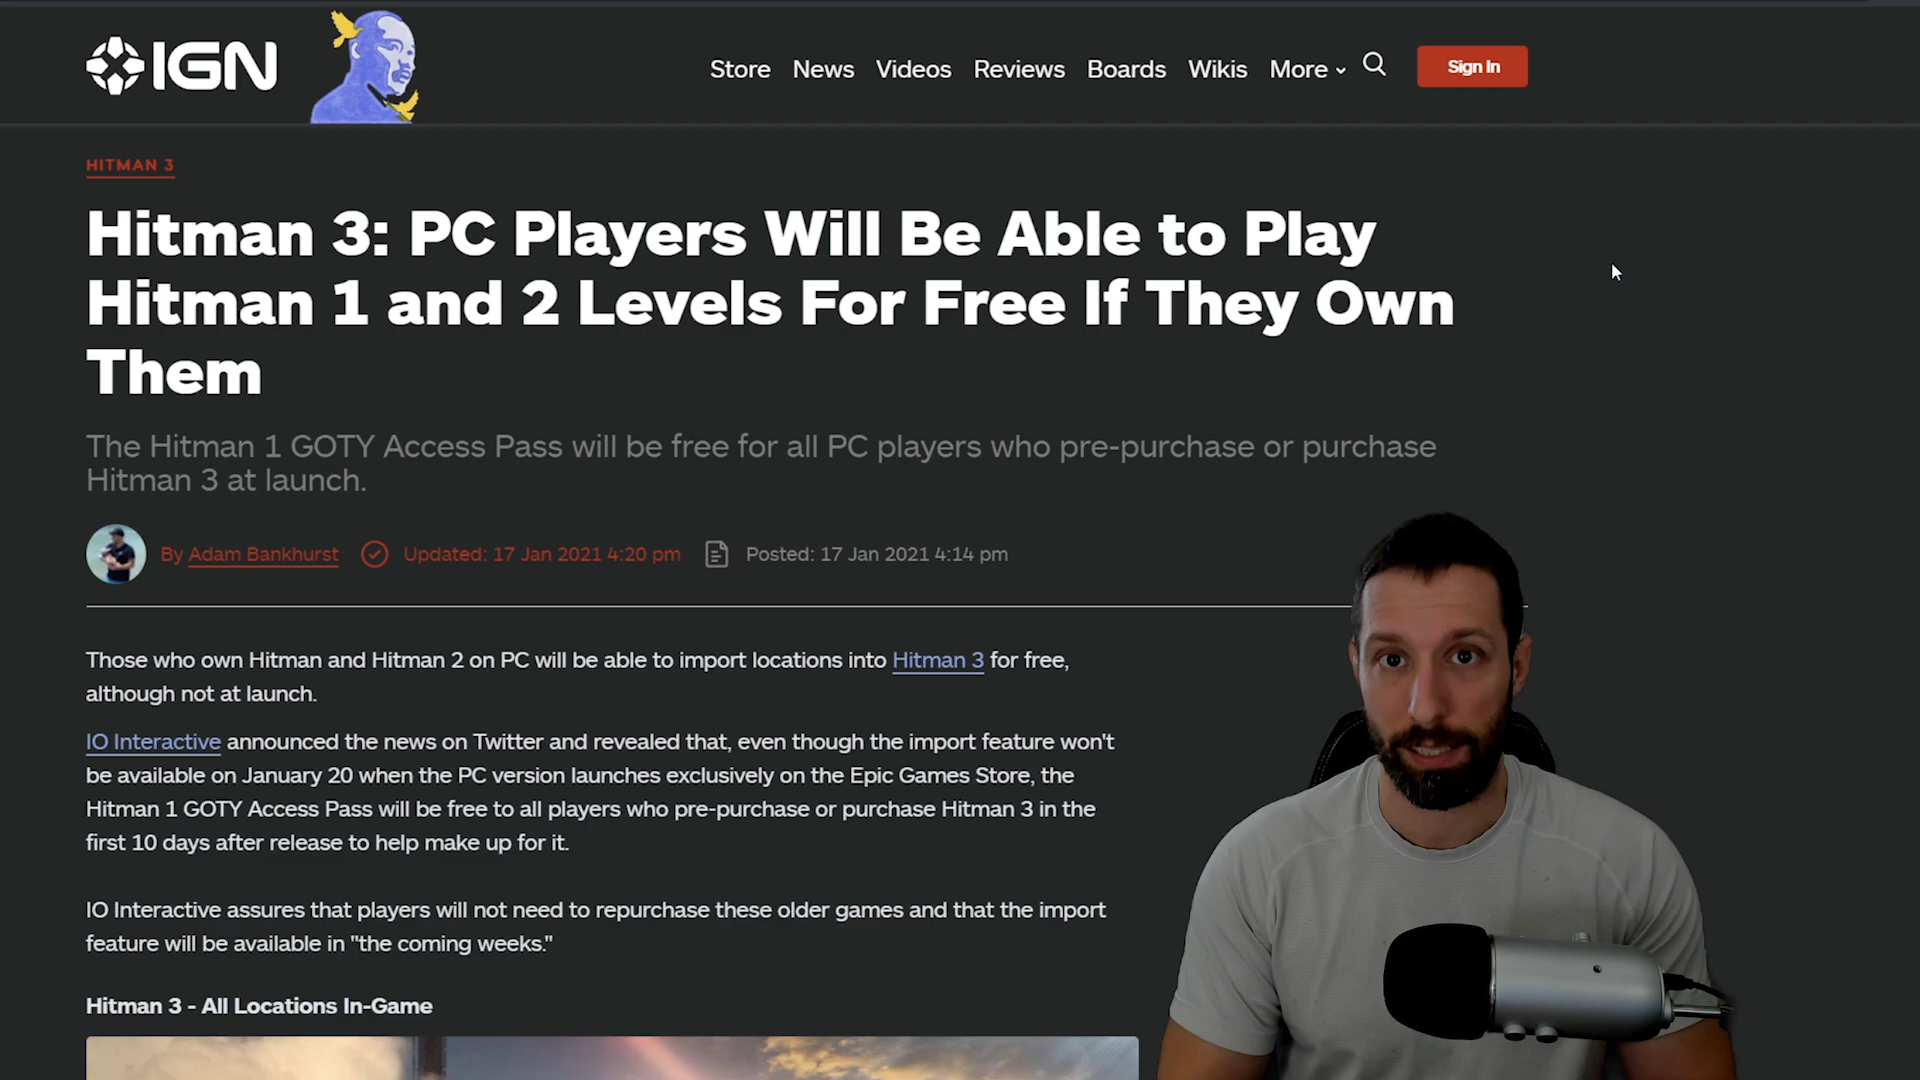 IGN
Store News Videos Reviews Boards Wikis More Sign In
HITMAN 3
Hitman 3: PC Players Will Be Able to Play
Hitman 1 and 2 Levels For Free If They Own
Them
The Hitman 1 GOTY Access Pass will be free for all PC players who pre-purchase or purchase
Hitman 3 at launch.
By Adam Bankhurst Updated: 17 Jan 2021 4:20 pm Posted: 17 Jan 2021 4:14 pm
Those who own Hitman and Hitman 2 on PC will be able to import locations into Hitman 3 for free,
although not at launch.
IO Interactive announced the news on Twitter and revealed that, even though the import feature won't
be available on January 20 when the PC version launches exclusively on the Epic Games Store, the
Hitman 1 GOTY Access Pass will be free to all players who pre-purchase or purchase Hitman 3 in the
first 10 days after release to help make up for it.
IO Interactive assures that players will not need to repurchase these older games and that the import
feature will be available in "the coming weeks."
Hitman 3 - All Locations In-Game